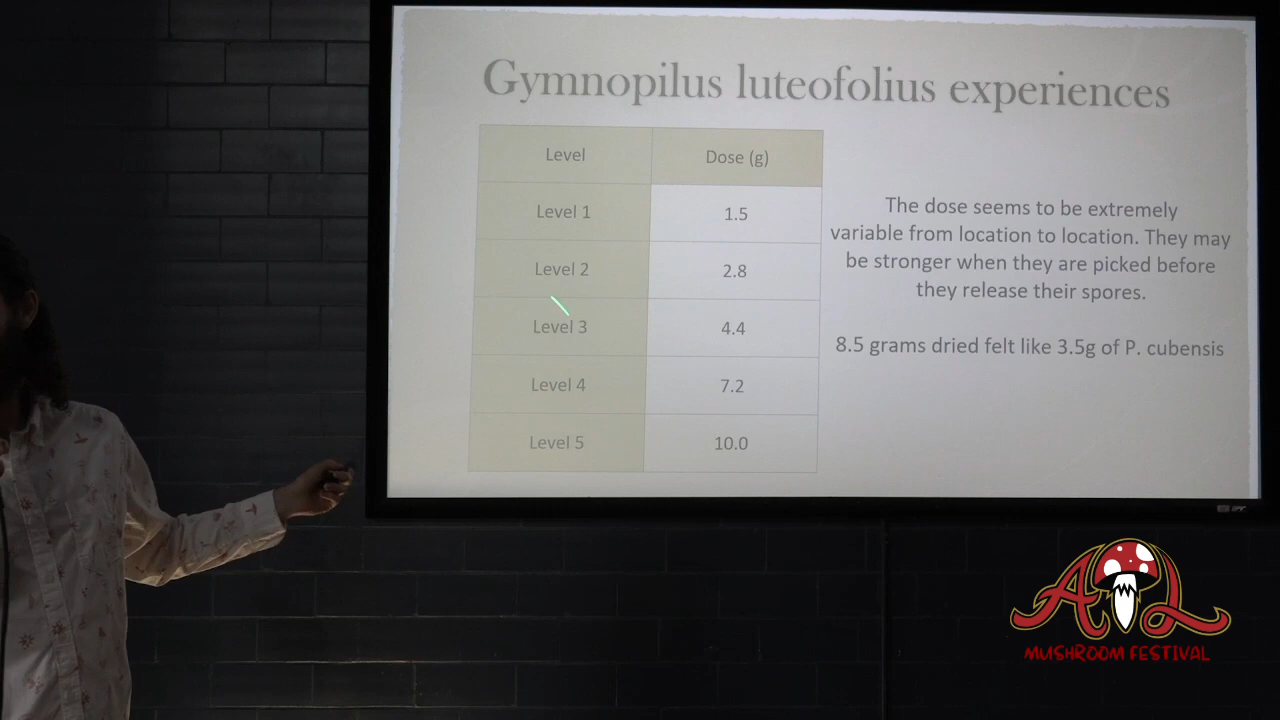 Gymnopilus luteofolius experiences
Level Dose (g)
Level 1 1.5
Level 2 2.8
Level 3 4.4
Level 4 7.2
Level 5 10.0
The dose seems to be extremely
variable from location to location. They may
be stronger when they are picked before
they release their spores.
8.5 grams dried felt like 3.5g of P. cubensis
ATL
MUSHROOM FESTIVAL